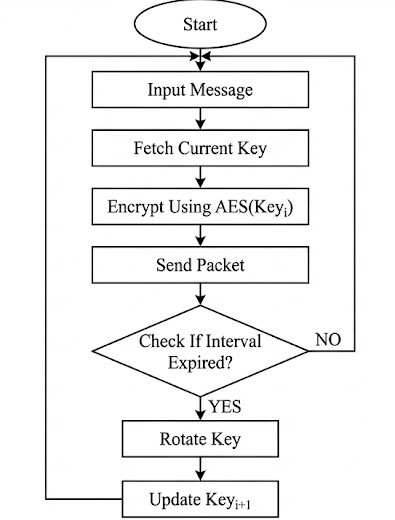 Start
Input Message
Fetch Current Key
Encrypt Using AES(Keyᵢ)
Send Packet
Check If Interval
Expired?
NO
YES
Rotate Key
Update Keyᵢ₊₁